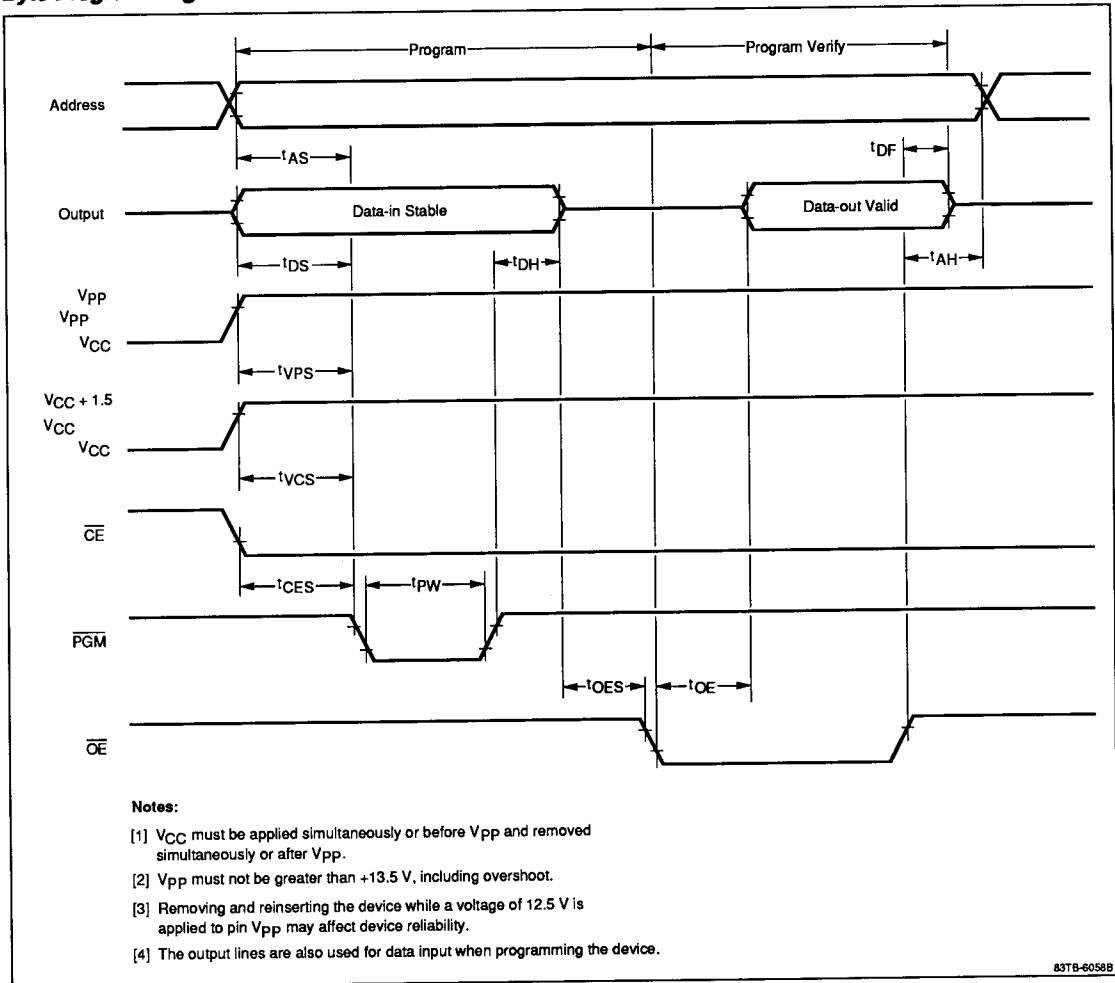 Program
Program Verify
Address
tAS
tDF
Output
Data-in Stable
Data-out Valid
tDS
tDH
tAH
VPP
VPP
VCC
tVPS
VCC + 1.5
VCC
VCC
tVCS
CE
tCES
tPW
PGM
tOES
tOE
OE
Notes:
[1] VCC must be applied simultaneously or before VPP and removed
simultaneously or after VPP.
[2] VPP must not be greater than +13.5 V, including overshoot.
[3] Removing and reinserting the device while a voltage of 12.5 V is
applied to pin VPP may affect device reliability.
[4] The output lines are also used for data input when programming the device.
83TB-6058B